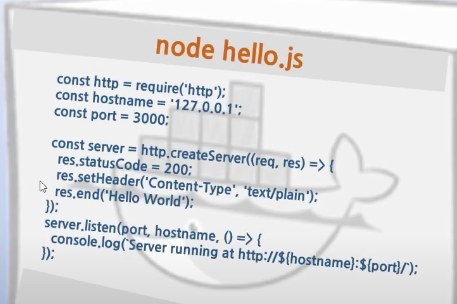 node hello.js
const http = require('http');
const hostname = '127.0.0.1';
const port = 3000;
const server = http.createServer((req, res) => {
res.statusCode = 200;
res.setHeader('Content-Type', 'text/plain');
res.end('Hello World');
});
server.listen(port, hostname, () => {
console.log(`Server running at http://${hostname}:${port}/`);
});